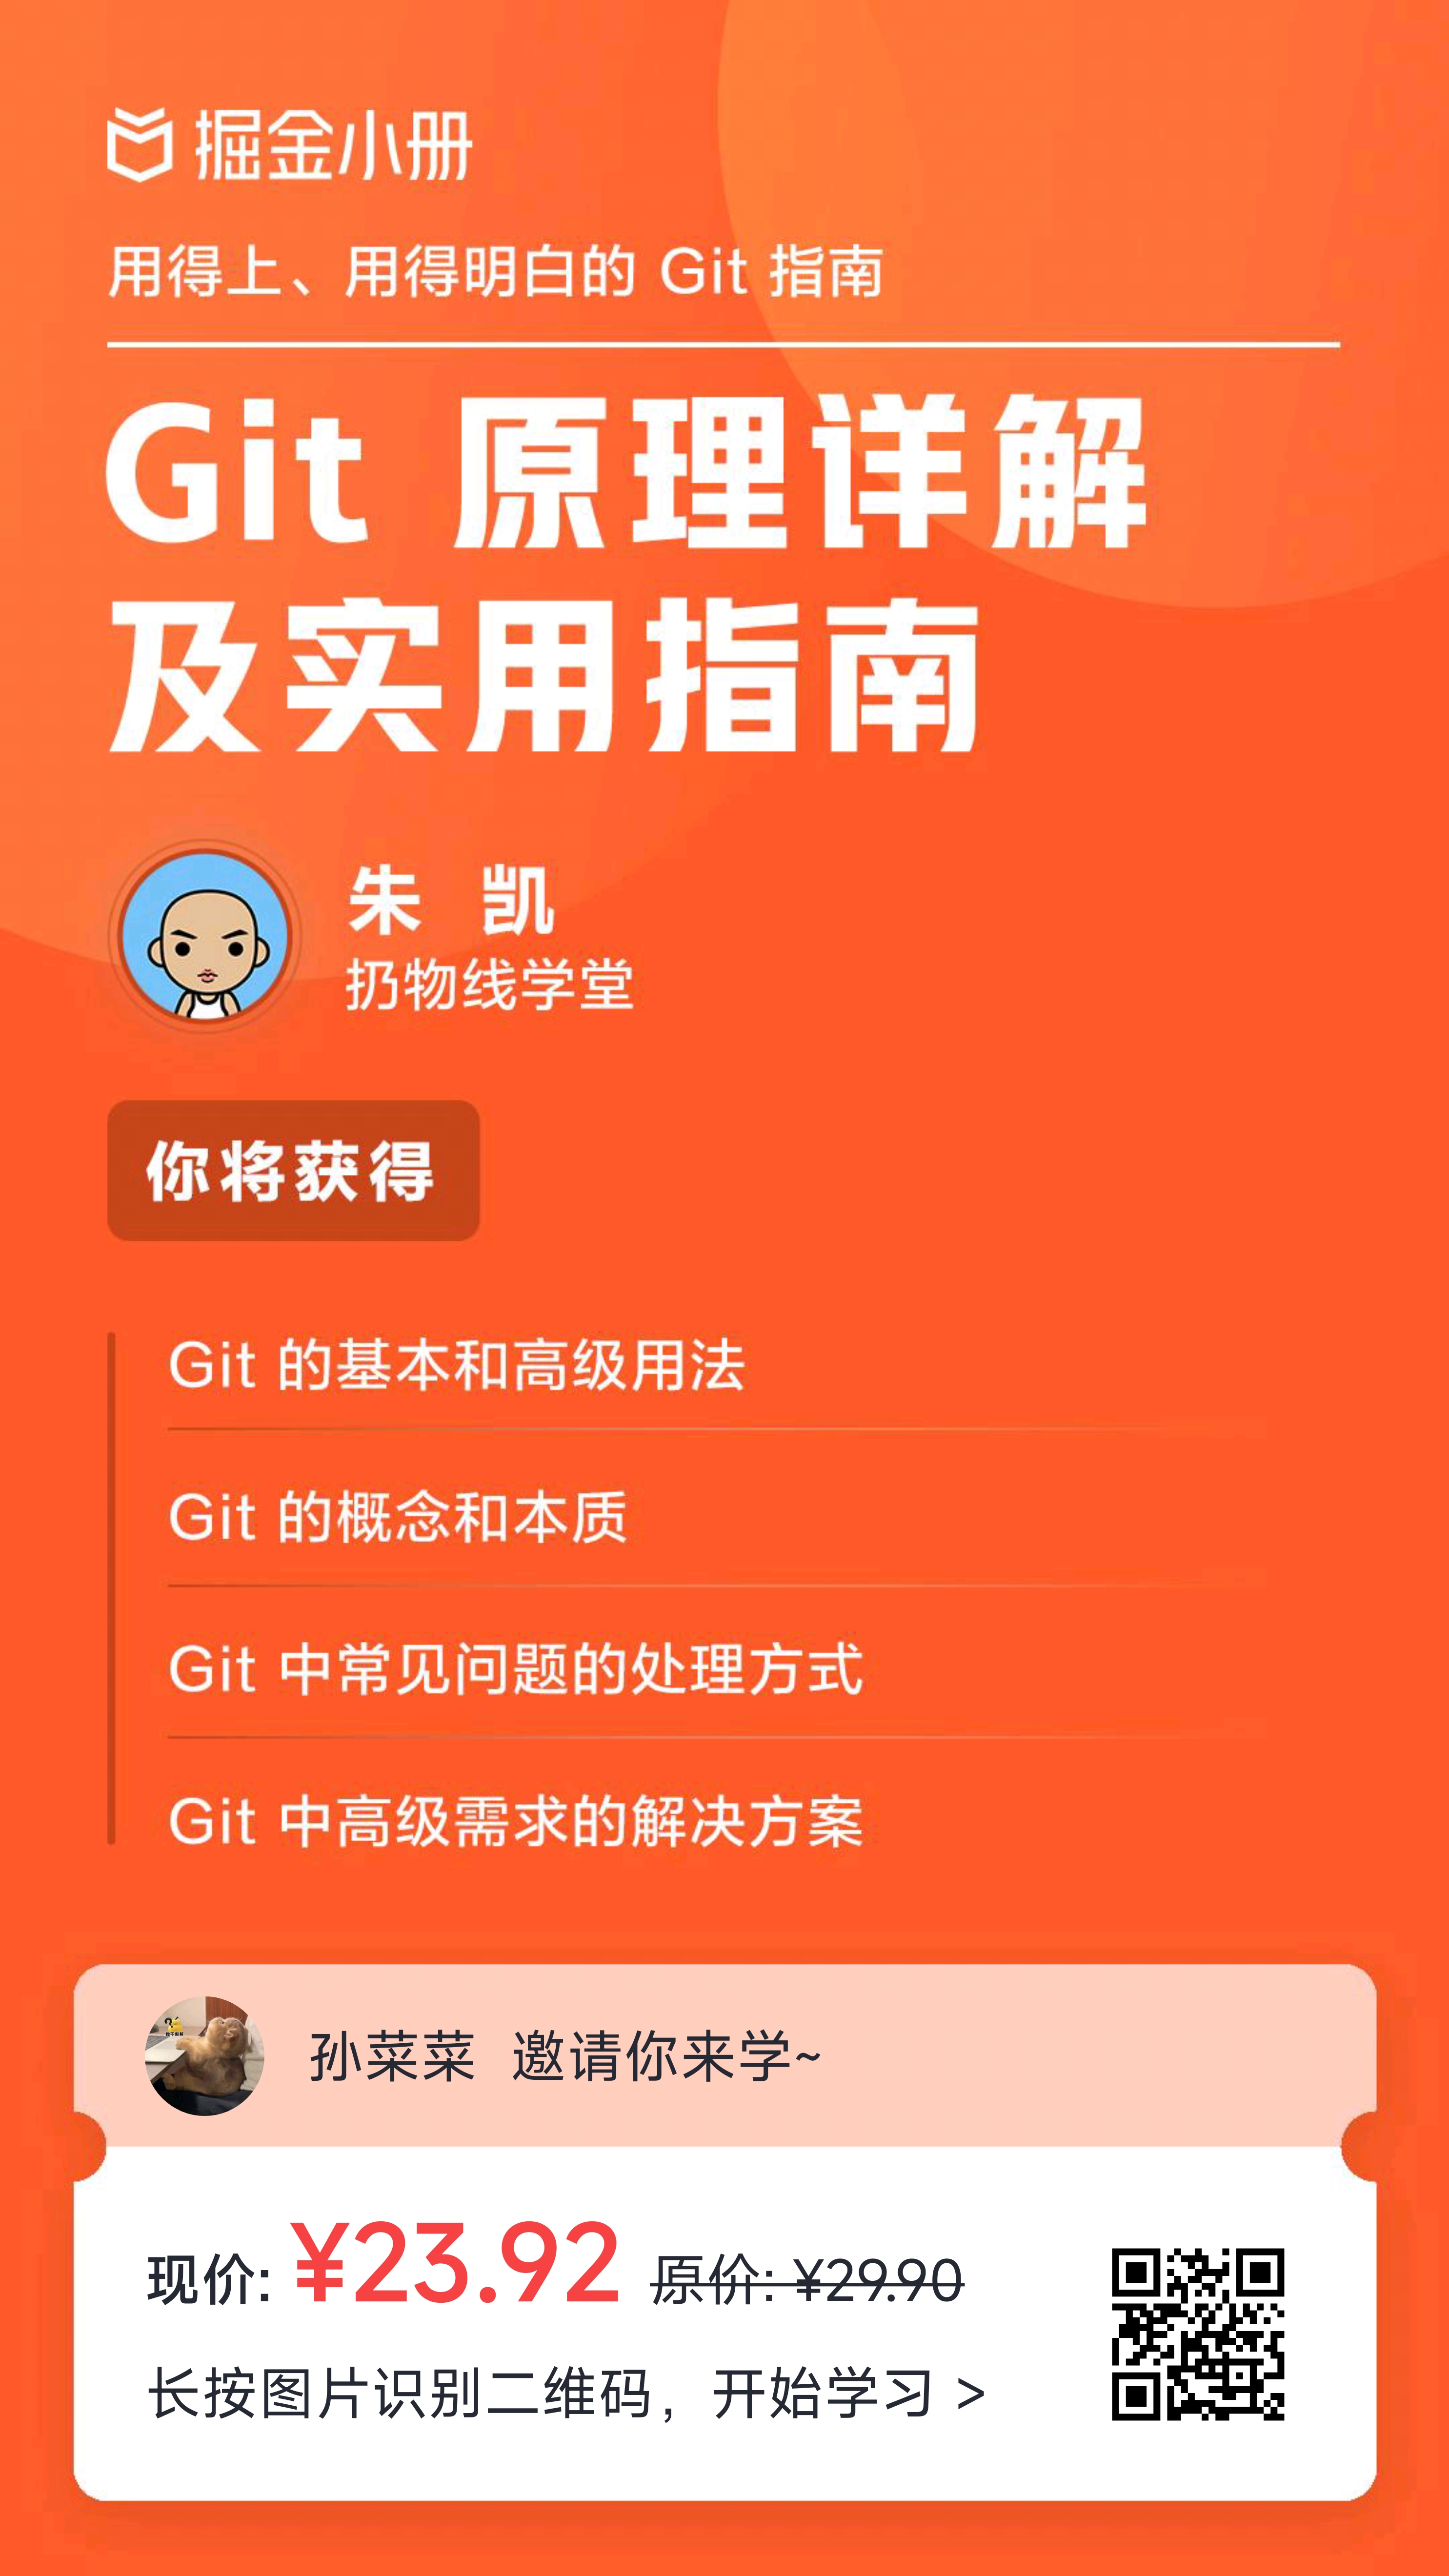 掘金小册
用得上、用得明白的 Git 指南
Git 原理详解
及实用指南
朱 凯
扔物线学堂
你将获得
Git 的基本和高级用法
Git 的概念和本质
Git 中常见问题的处理方式
Git 中高级需求的解决方案
孙菜菜 邀请你来学~
现价: ¥23.92 原价: ¥29.90
长按图片识别二维码，开始学习 >